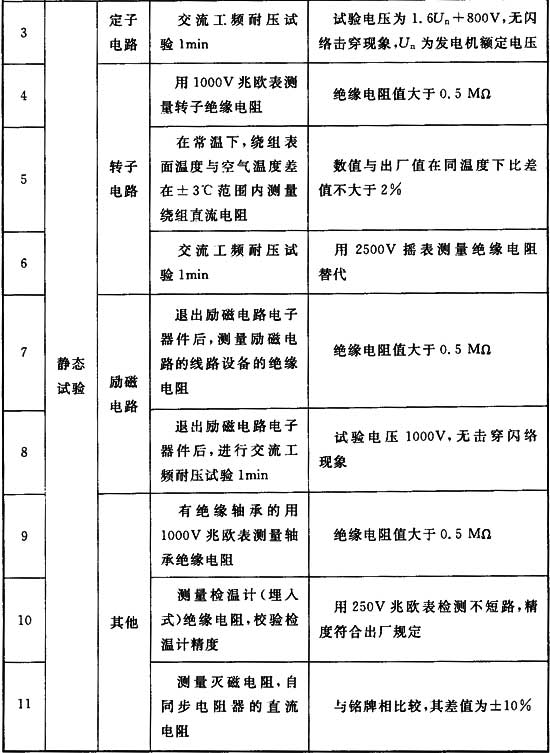 3
定子
电路
交流工频耐压试
验1min
试验电压为1.6Un+800V,无闪
络击穿现象,Un为发电机额定电压
4
用1000V兆欧表测
量转子绝缘电阻
绝缘电阻值大于0.5 MΩ
转子
电路
5
在常温下,绕组表
面温度与空气温度差
在±3℃范围内测量
绕组直流电阻
数值与出厂值在同温度下比差
值不大于2%
6
交流工频耐压试
验1min
用2500V摇表测量绝缘电阻
替代
静态
试验
7
励磁
电路
退出励磁电路电子
器件后,测量励磁电
路的线路设备的绝缘
电阻
绝缘电阻值大于0.5 MΩ
8
退出励磁电路电子
器件后,进行交流工
频耐压试验1min
试验电压1000V,无击穿闪络
现象
9
有绝缘轴承的用
1000V兆欧表测量轴
承绝缘电阻
绝缘电阻值大于0.5 MΩ
10
其他
测量检温计(埋入
式)绝缘电阻,校验检
温计精度
用250V兆欧表检测不短路,精
度符合出厂规定
11
测量灭磁电阻,自
同步电阻器的直流
电阻
与铭牌相比较,其差值为±10%